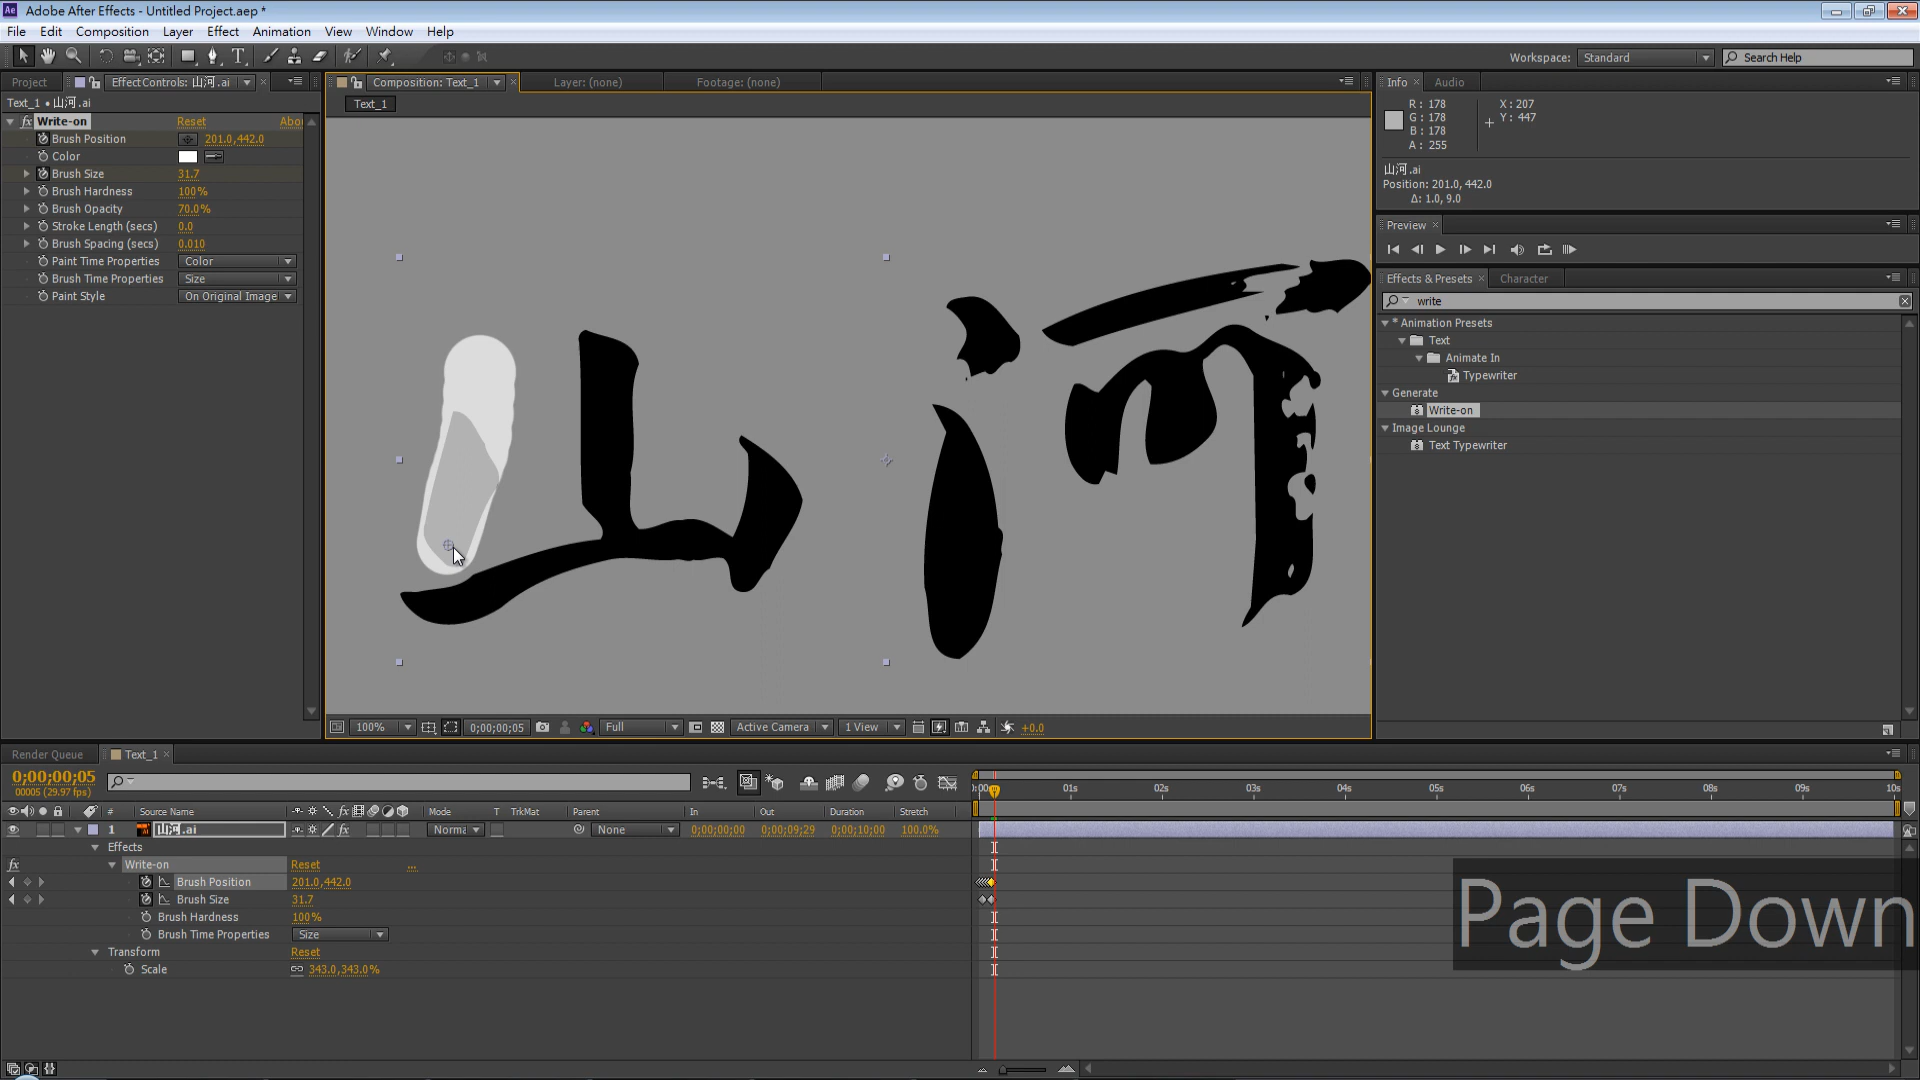 Adobe After Effects - Untitled Project.aep *
File Edit Composition Layer Effect Animation View Window Help
Workspace: Standard Search Help
Project Effect Controls: 山河.ai
Composition: Text_1 Layer: (none) Footage: (none)
Info Audio
Text_1 • 山河.ai
Text_1
fx Write-on Reset Abou
Brush Position 201.0,442.0
Color
Brush Size 31.7
Brush Hardness 100%
Brush Opacity 70.0%
Stroke Length (secs) 0.0
Brush Spacing (secs) 0.010
Paint Time Properties Color
Brush Time Properties Size
Paint Style On Original Image
R : 178 X : 207
G : 178 Y : 447
B : 178
A : 255
山河.ai
Position: 201.0, 442.0
Δ: 1.0, 9.0
Preview
Effects & Presets Character
write
* Animation Presets
Text
Animate In
Typewriter
Generate
Write-on
Image Lounge
Text Typewriter
山河
100% 0;00;00;05 Full Active Camera 1 View +0.0
Render Queue Text_1
0;00;00;05
00005 (29.97 fps)
# Source Name Mode T TrkMat Parent In Out Duration Stretch
1 山河.ai Norma None 0;00;00;00 0;00;09;29 0;00;10;00 100.0%
Effects
fx Write-on Reset ...
Brush Position 201.0,442.0
Brush Size 31.7
Brush Hardness 100%
Brush Time Properties Size
Transform Reset
Scale 343.0,343.0%
01s 02s 03s 04s 05s 06s 07s 08s 09s 10s
Page Down